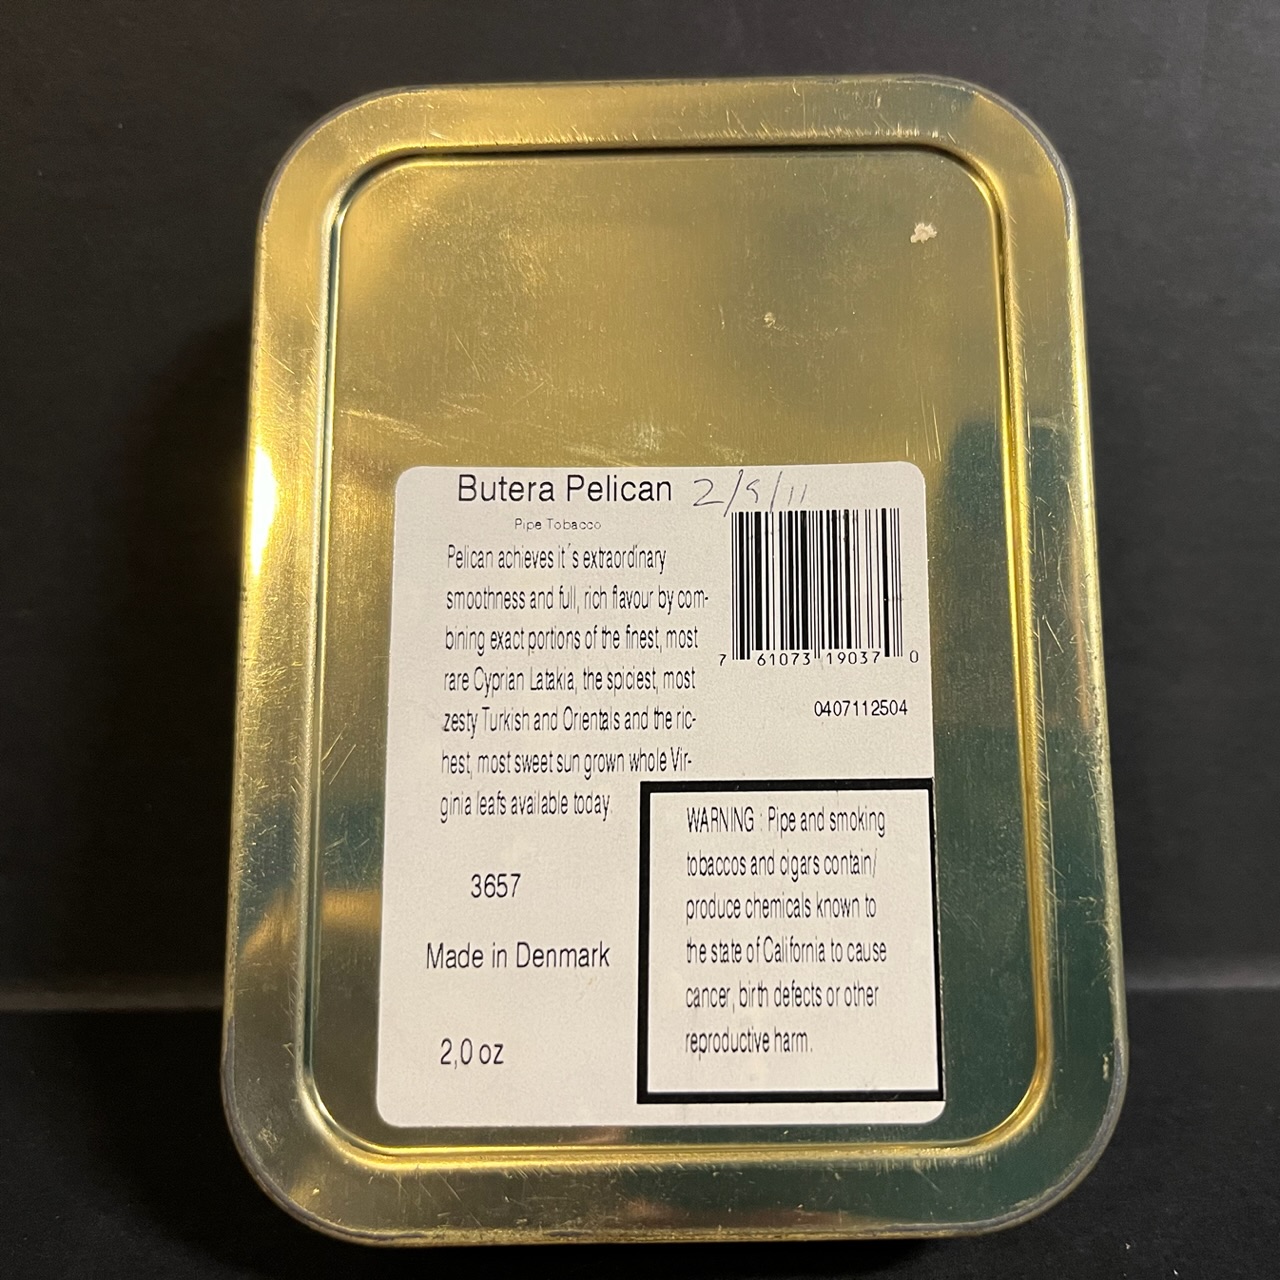 Butera Pelican 2/9/11
Pipe Tobacco
Pelican achieves it´s extraordinary
smoothness and full, rich flavour by com-
bining exact portions of the finest, most
rare Cyprian Latakia, the spiciest, most
zesty Turkish and Orientals and the ric-
hest, most sweet sun grown whole Vir-
ginia leafs available today.
3657
Made in Denmark
2,0 oz
7 61073 19037 0
0407112504
WARNING : Pipe and smoking
tobaccos and cigars contain/
produce chemicals known to
the state of California to cause
cancer, birth defects or other
reproductive harm.